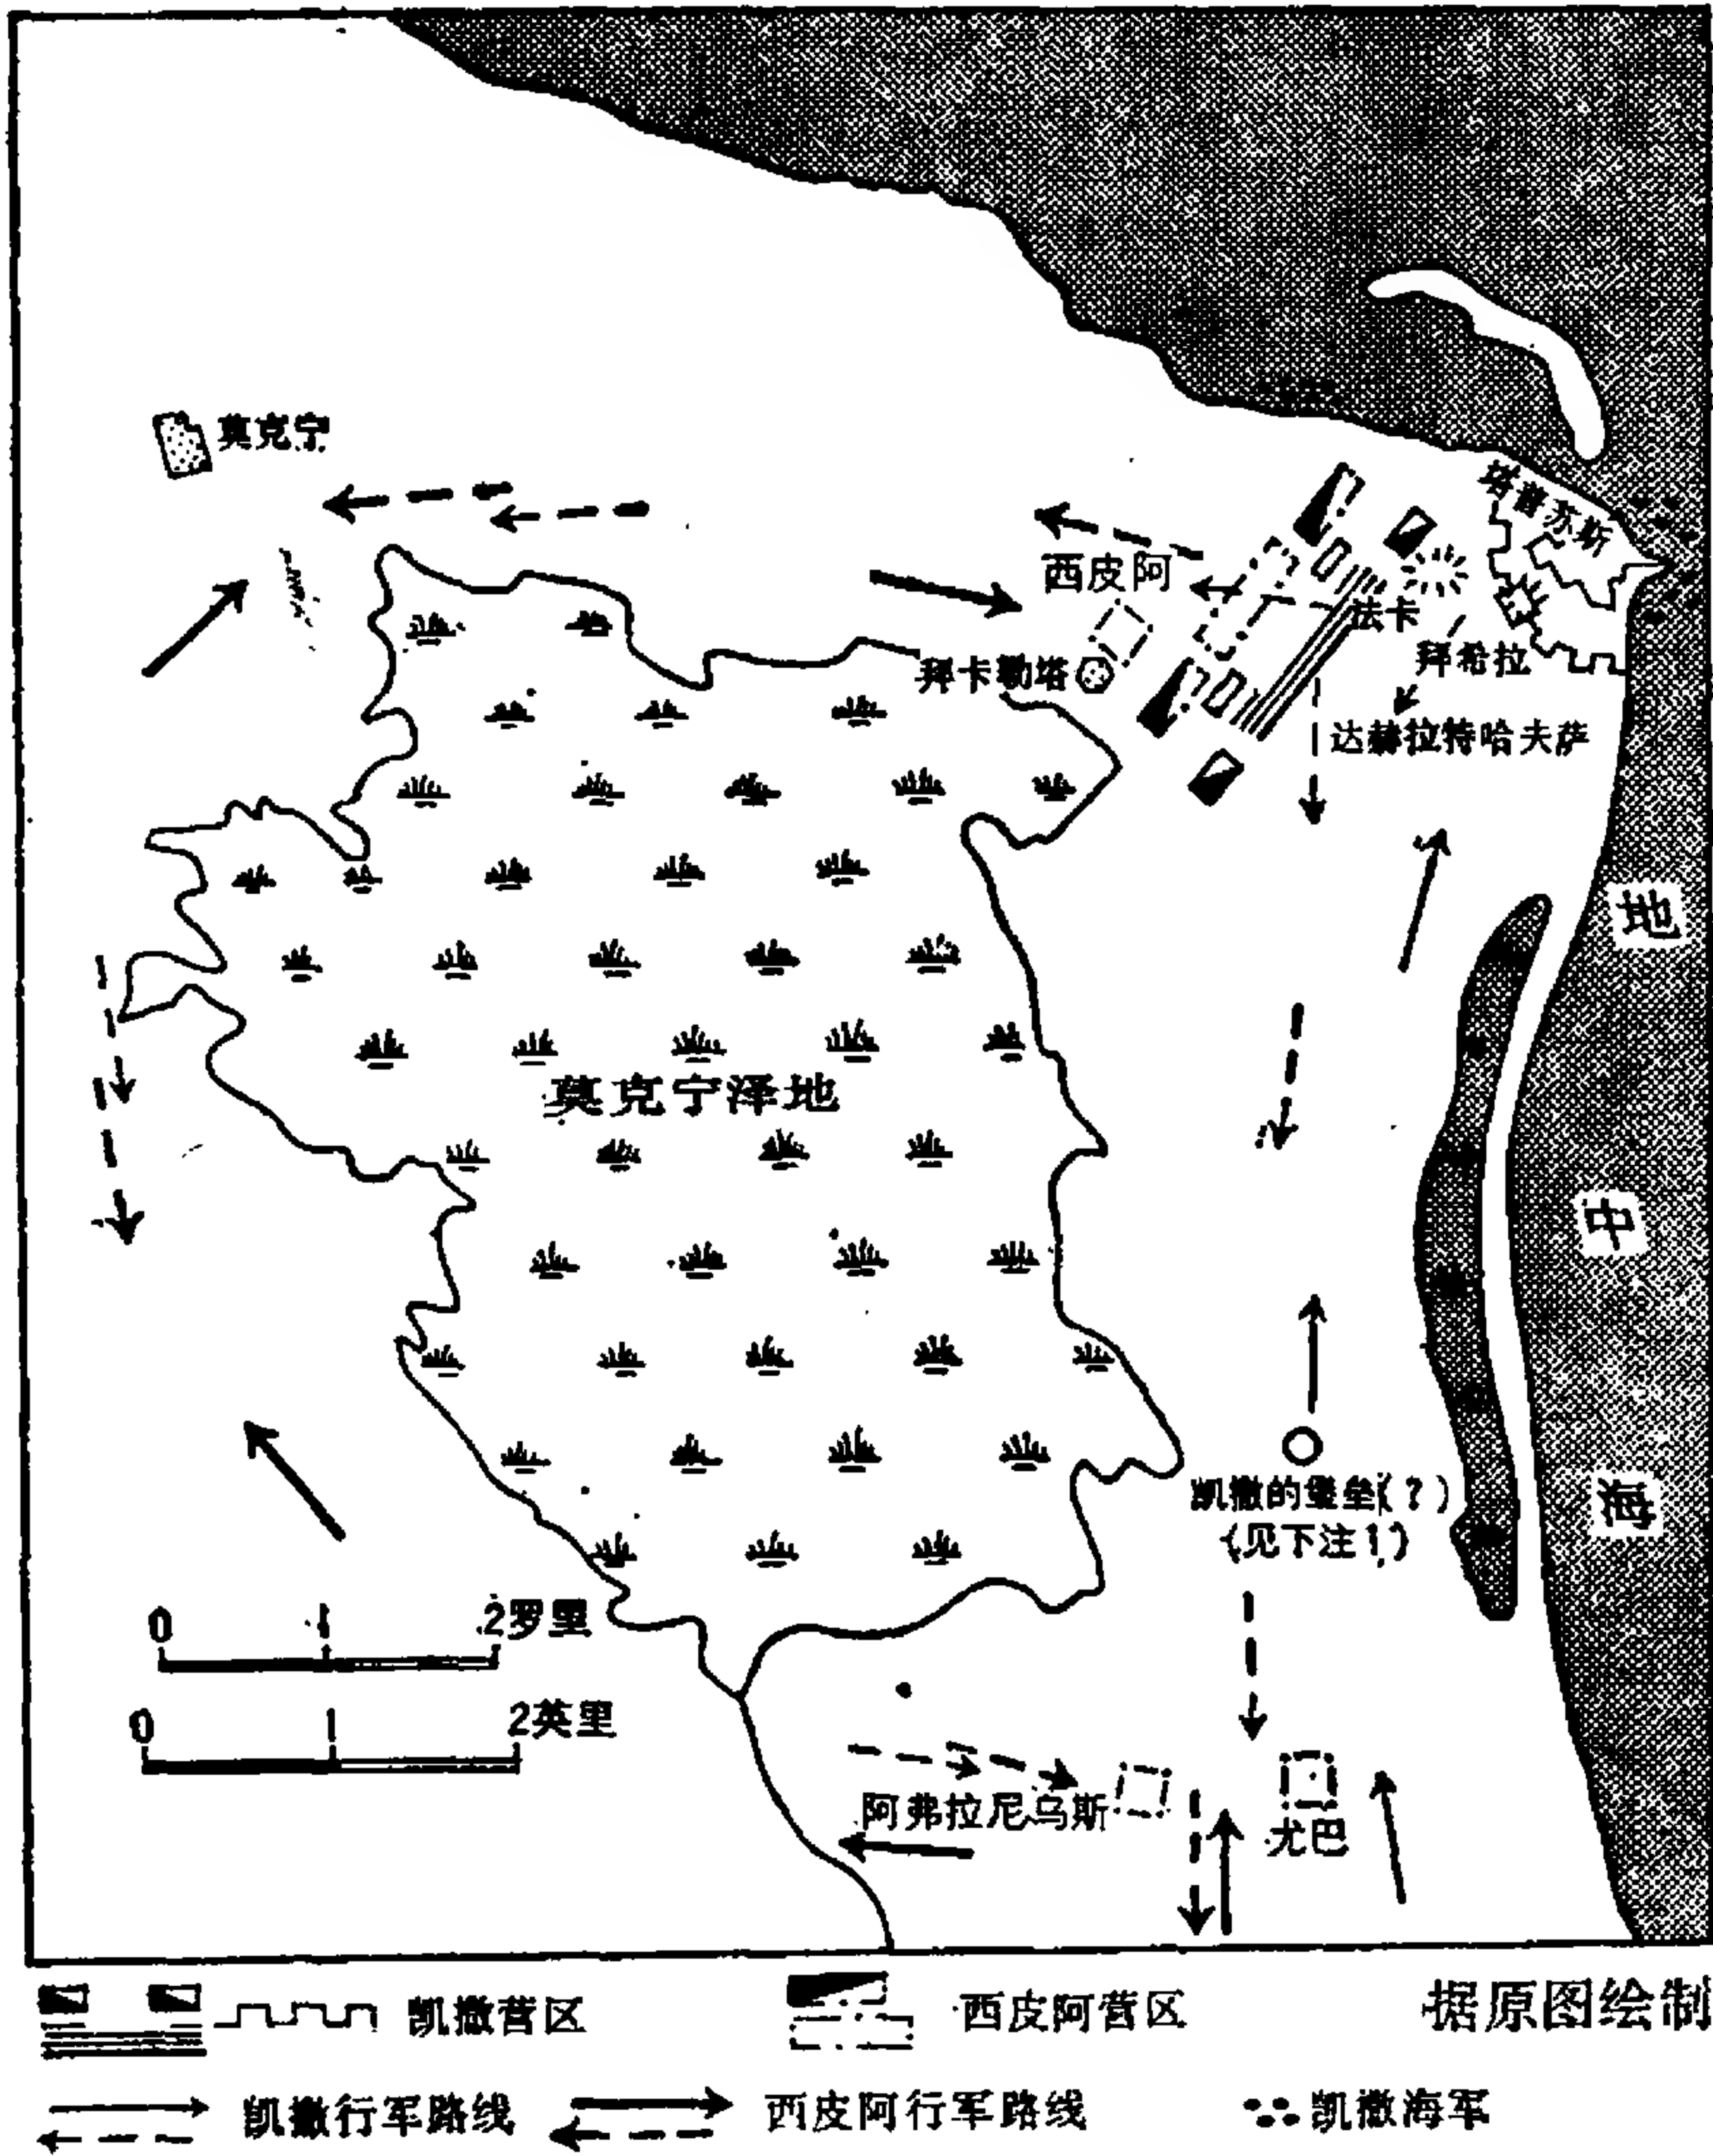 莫克宁
塔普苏斯
西皮阿
法卡
拜希拉
拜卡勒塔
达赫拉特哈夫萨
地中海
莫克宁泽地
凯撒的堡垒(?)
(见下注1)
0 1 2罗里
0 1 2英里
阿弗拉尼乌斯
尤巴
凯撒营区
西皮阿营区
据原图绘制
凯撒行军路线
西皮阿行军路线
凯撒海军